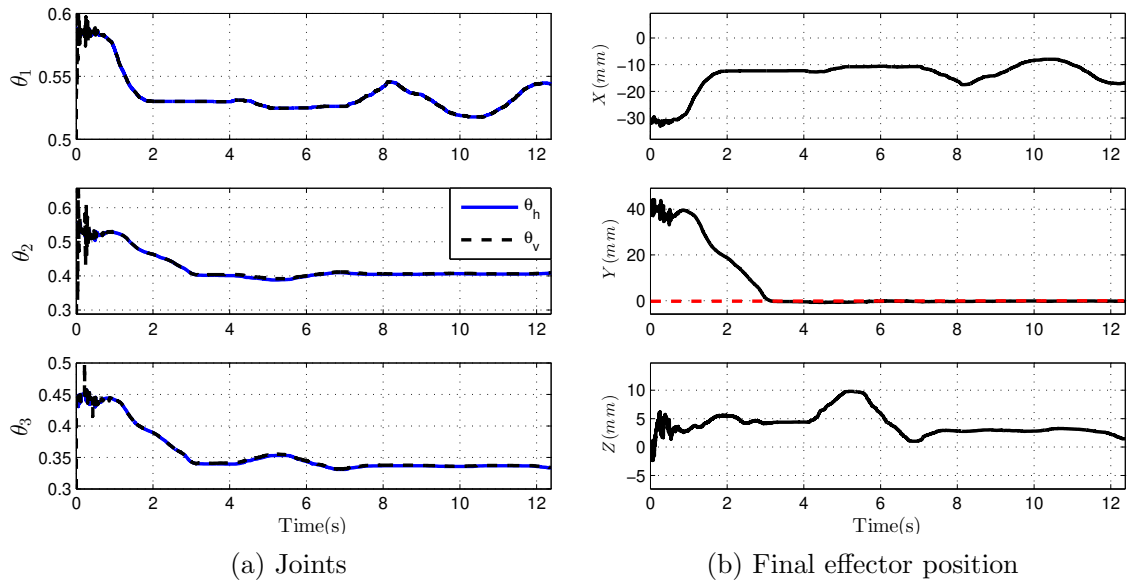 0.6
0.55
0.5
θ1
0 2 4 6 8 10 12
0.6
0.5
0.4
0.3
θ2
θh
θv
0 2 4 6 8 10 12
0.5
0.45
0.4
0.35
0.3
θ3
0 2 4 6 8 10 12
Time(s)
(a) Joints
0
−10
−20
−30
X(mm)
0 2 4 6 8 10 12
40
20
0
Y(mm)
0 2 4 6 8 10 12
10
5
0
−5
Z(mm)
0 2 4 6 8 10 12
Time(s)
(b) Final effector position